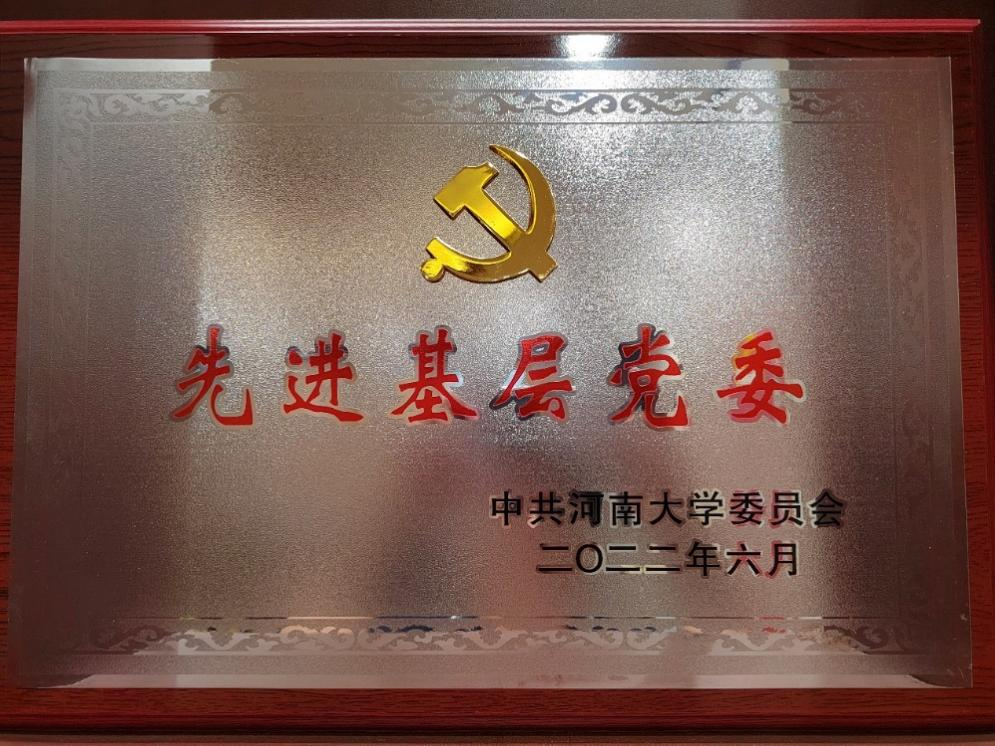 先进基层党委
中共河南大学委员会
二〇二二年六月